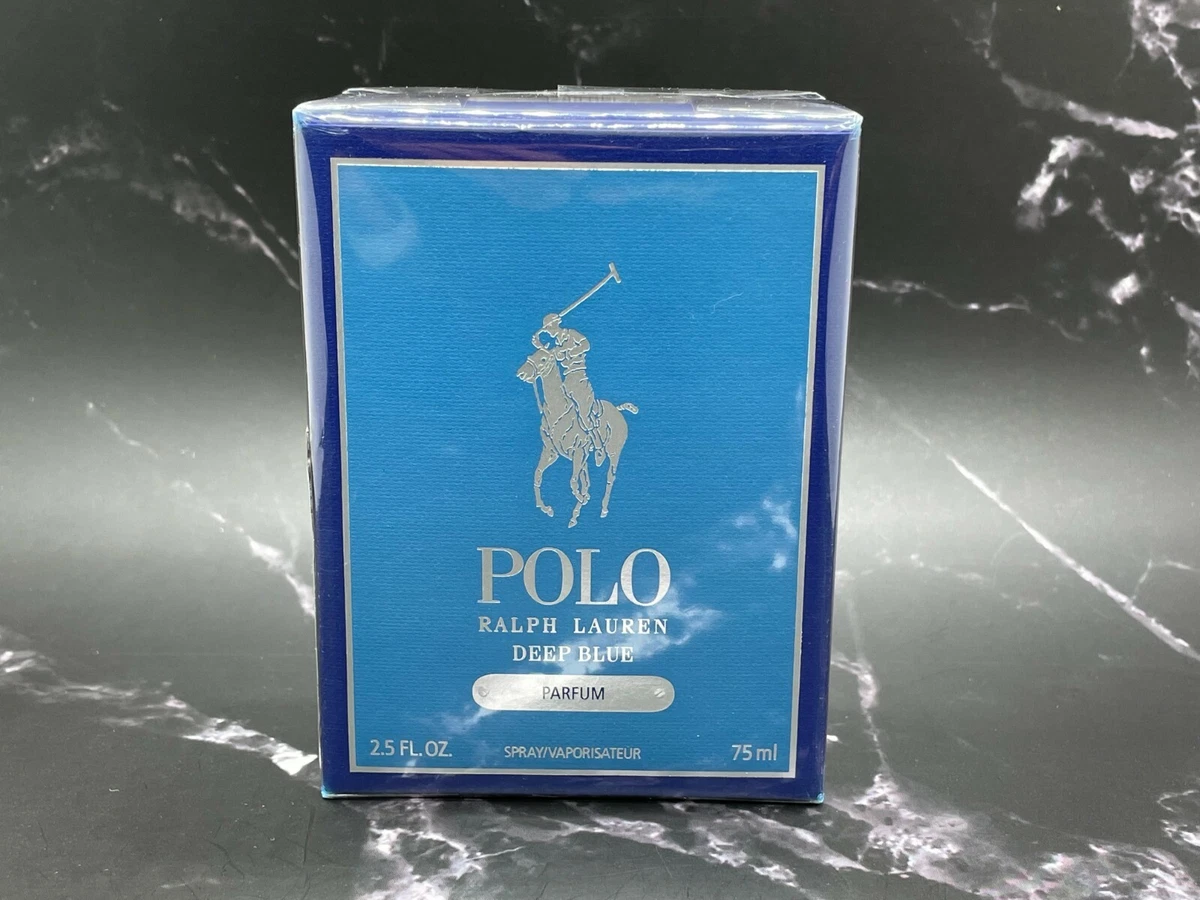 POLO
RALPH LAUREN
DEEP BLUE
PARFUM
2.5 FL. OZ. SPRAY/VAPORISATEUR 75 ml